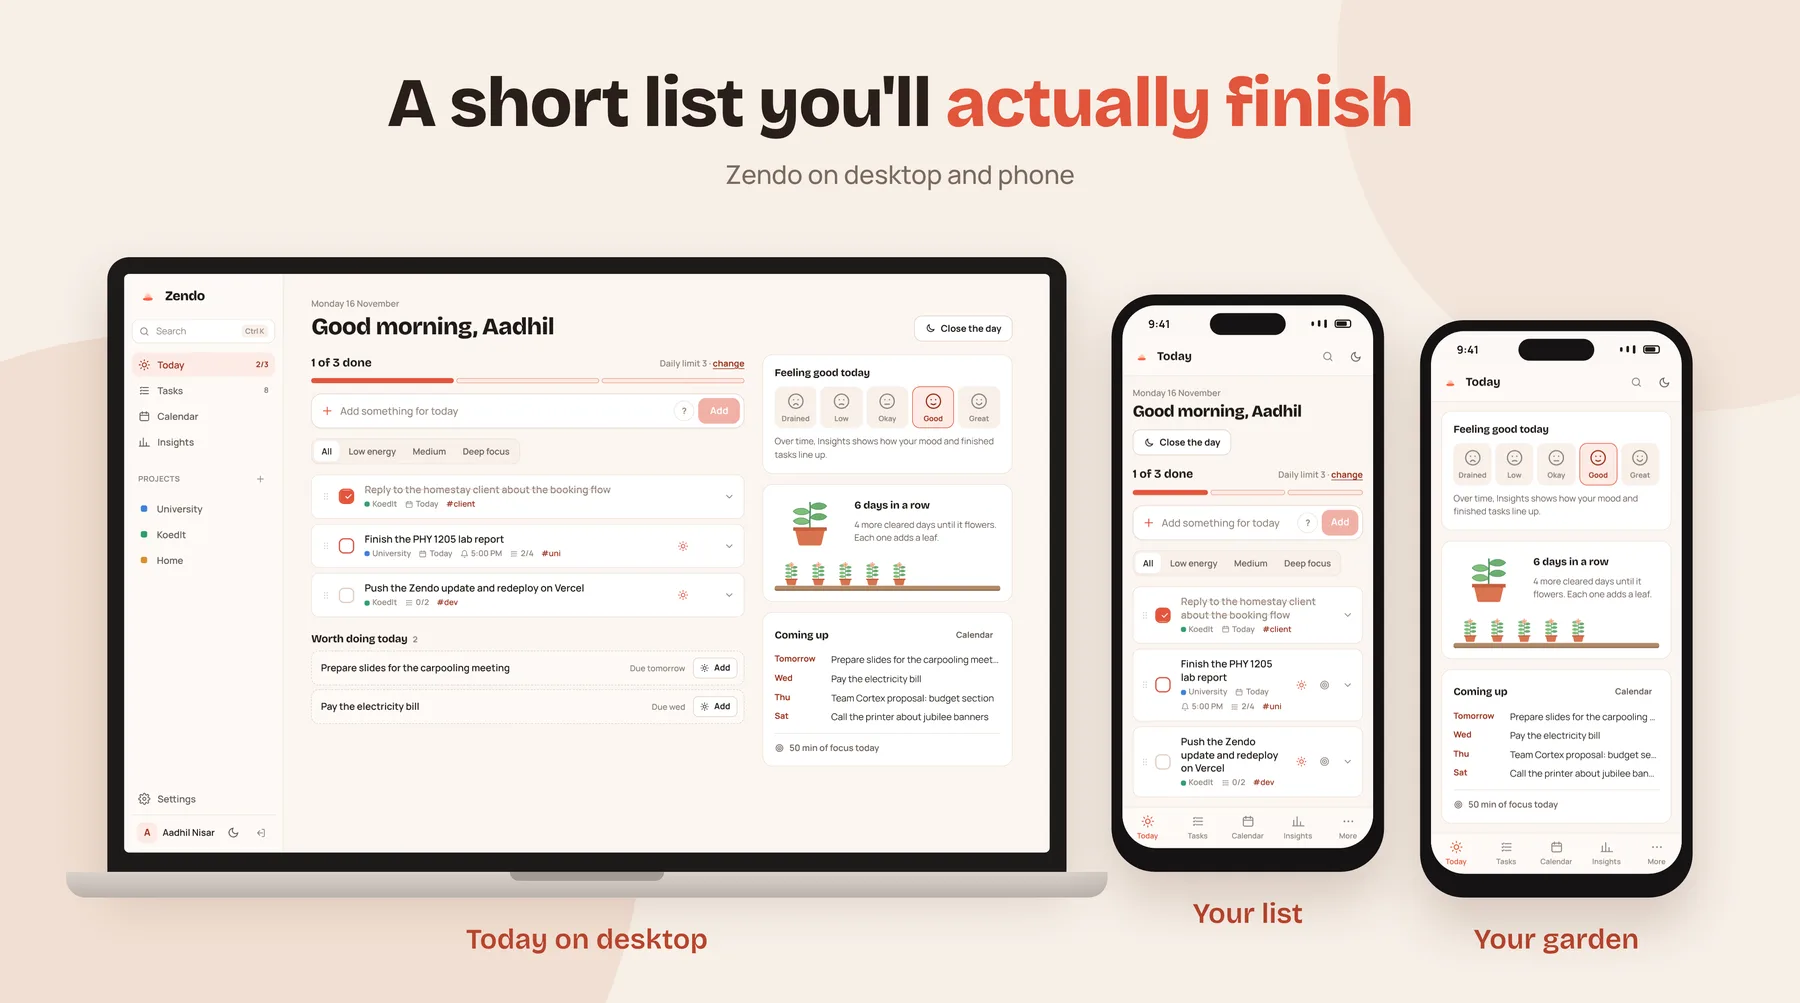 A short list you'll actually finish
Zendo on desktop and phone
Zendo
Search
Ctrl K
Today
2/3
Tasks
8
Calendar
Insights
PROJECTS
University
KoedIt
Home
Settings
A
Aadhil Nisar
Monday 16 November
Good morning, Aadhil
Close the day
1 of 3 done
Daily limit 3 · change
Add something for today
?
Add
All
Low energy
Medium
Deep focus
Reply to the homestay client about the booking flow
KoedIt Today #client
Finish the PHY 1205 lab report
University Today 5:00 PM 2/4 #uni
Push the Zendo update and redeploy on Vercel
KoedIt 0/2 #dev
Worth doing today 2
Prepare slides for the carpooling meeting
Due tomorrow
Add
Pay the electricity bill
Due wed
Add
Feeling good today
Drained
Low
Okay
Good
Great
Over time, Insights shows how your mood and finished
tasks line up.
6 days in a row
4 more cleared days until it flowers.
Each one adds a leaf.
Coming up
Calendar
Tomorrow Prepare slides for the carpooling meet...
Wed Pay the electricity bill
Thu Team Cortex proposal: budget section
Sat Call the printer about jubilee banners
50 min of focus today
Today on desktop
9:41
Today
Monday 16 November
Good morning, Aadhil
Close the day
1 of 3 done
Daily limit 3 · change
Add something for today
?
Add
All
Low energy
Medium
Deep focus
Reply to the homestay client
about the booking flow
KoedIt Today #client
Finish the PHY 1205
lab report
University Today
5:00 PM 2/4 #uni
Push the Zendo
update and redeploy
on Vercel
KoedIt 0/2 #dev
Today
Tasks
Calendar
Insights
More
Your list
9:41
Today
Feeling good today
Drained
Low
Okay
Good
Great
Over time, Insights shows how your mood and
finished tasks line up.
6 days in a row
4 more cleared days until it
flowers. Each one adds a leaf.
Coming up
Calendar
Tomorrow Prepare slides for the carpooling ...
Wed Pay the electricity bill
Thu Team Cortex proposal: budget se...
Sat Call the printer about jubilee ban...
50 min of focus today
Today
Tasks
Calendar
Insights
More
Your garden